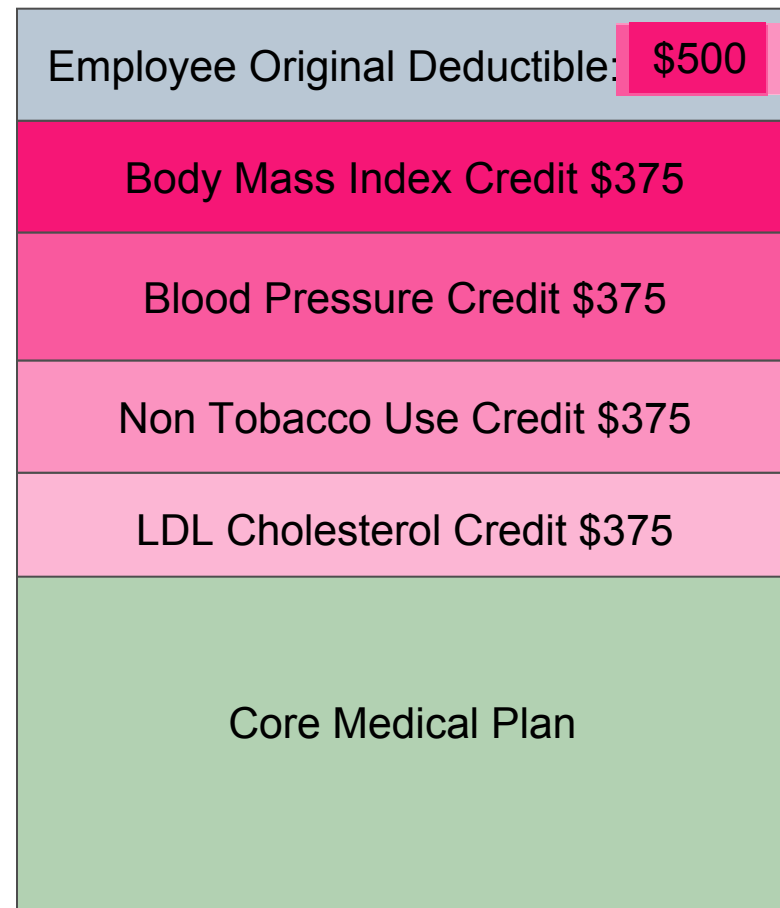 Employee Original Deductible: $500
Body Mass Index Credit $375
Blood Pressure Credit $375
Non Tobacco Use Credit $375
LDL Cholesterol Credit $375
Core Medical Plan